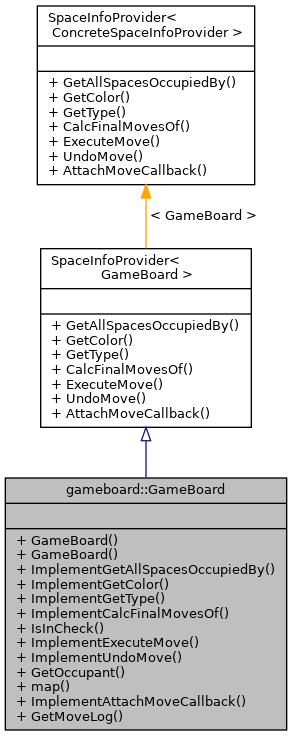 SpaceInfoProvider<
ConcreteSpaceInfoProvider >
+ GetAllSpacesOccupiedBy()
+ GetColor()
+ GetType()
+ CalcFinalMovesOf()
+ ExecuteMove()
+ UndoMove()
+ AttachMoveCallback()
< GameBoard >
SpaceInfoProvider<
GameBoard >
+ GetAllSpacesOccupiedBy()
+ GetColor()
+ GetType()
+ CalcFinalMovesOf()
+ ExecuteMove()
+ UndoMove()
+ AttachMoveCallback()
gameboard::GameBoard
+ GameBoard()
+ GameBoard()
+ ImplementGetAllSpacesOccupiedBy()
+ ImplementGetColor()
+ ImplementGetType()
+ ImplementCalcFinalMovesOf()
+ IsInCheck()
+ ImplementExecuteMove()
+ ImplementUndoMove()
+ GetOccupant()
+ map()
+ ImplementAttachMoveCallback()
+ GetMoveLog()